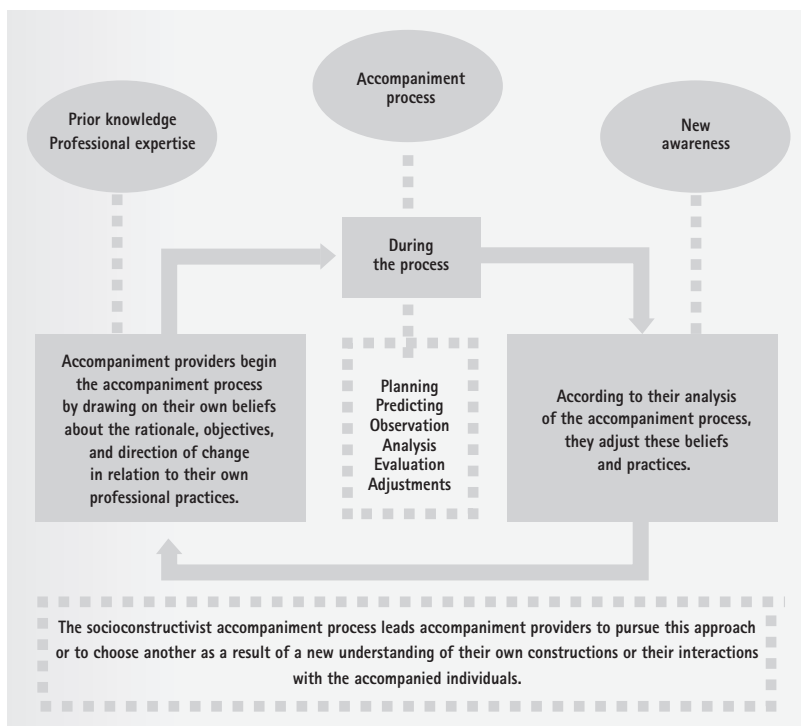 Accompaniment
process
Prior knowledge
Professional expertise
New
awareness
During
the process
Accompaniment providers begin
the accompaniment process
by drawing on their own beliefs
about the rationale, objectives,
and direction of change
in relation to their own
professional practices.
Planning
Predicting
Observation
Analysis
Evaluation
Adjustments
According to their analysis
of the accompaniment process,
they adjust these beliefs
and practices.
The socioconstructivist accompaniment process leads accompaniment providers to pursue this approach
or to choose another as a result of a new understanding of their own constructions or their interactions
with the accompanied individuals.